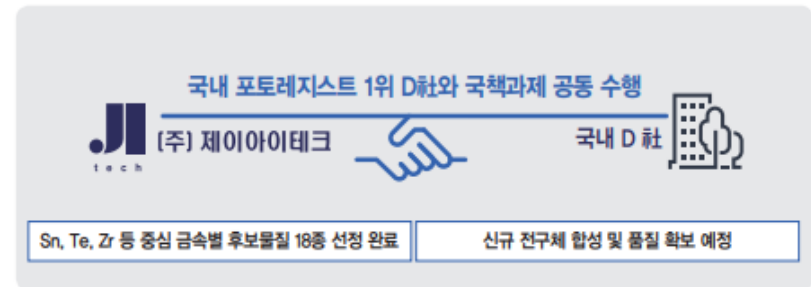 국내 포토레지스트 1위 D社와 국책과제 공동 수행
JI
tech
(주) 제이아이테크
국내 D 社
Sn, Te, Zr 등 중심 금속별 후보물질 18종 선정 완료
신규 전구체 합성 및 품질 확보 예정